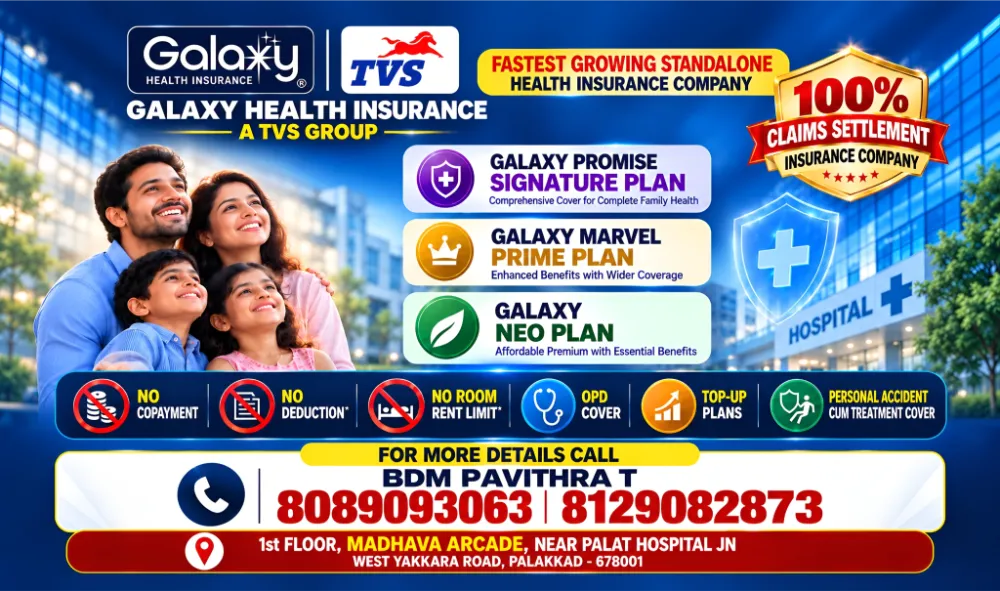 Galaxy
HEALTH INSURANCE
®
TVS
GALAXY HEALTH INSURANCE
A TVS GROUP
FASTEST GROWING STANDALONE
HEALTH INSURANCE COMPANY
100%
CLAIMS SETTLEMENT
INSURANCE COMPANY
GALAXY PROMISE
SIGNATURE PLAN
Comprehensive Cover for Complete Family Health
GALAXY MARVEL
PRIME PLAN
Enhanced Benefits with Wider Coverage
GALAXY
NEO PLAN
Affordable Premium with Essential Benefits
HOSPITAL
NO
COPAYMENT
NO
DEDUCTION*
NO ROOM
RENT LIMIT*
OPD
COVER
TOP-UP
PLANS
PERSONAL ACCIDENT
CUM TREATMENT COVER
FOR MORE DETAILS CALL
BDM PAVITHRA T
8089093063 | 8129082873
1st FLOOR, MADHAVA ARCADE, NEAR PALAT HOSPITAL JN
WEST YAKKARA ROAD, PALAKKAD - 678001